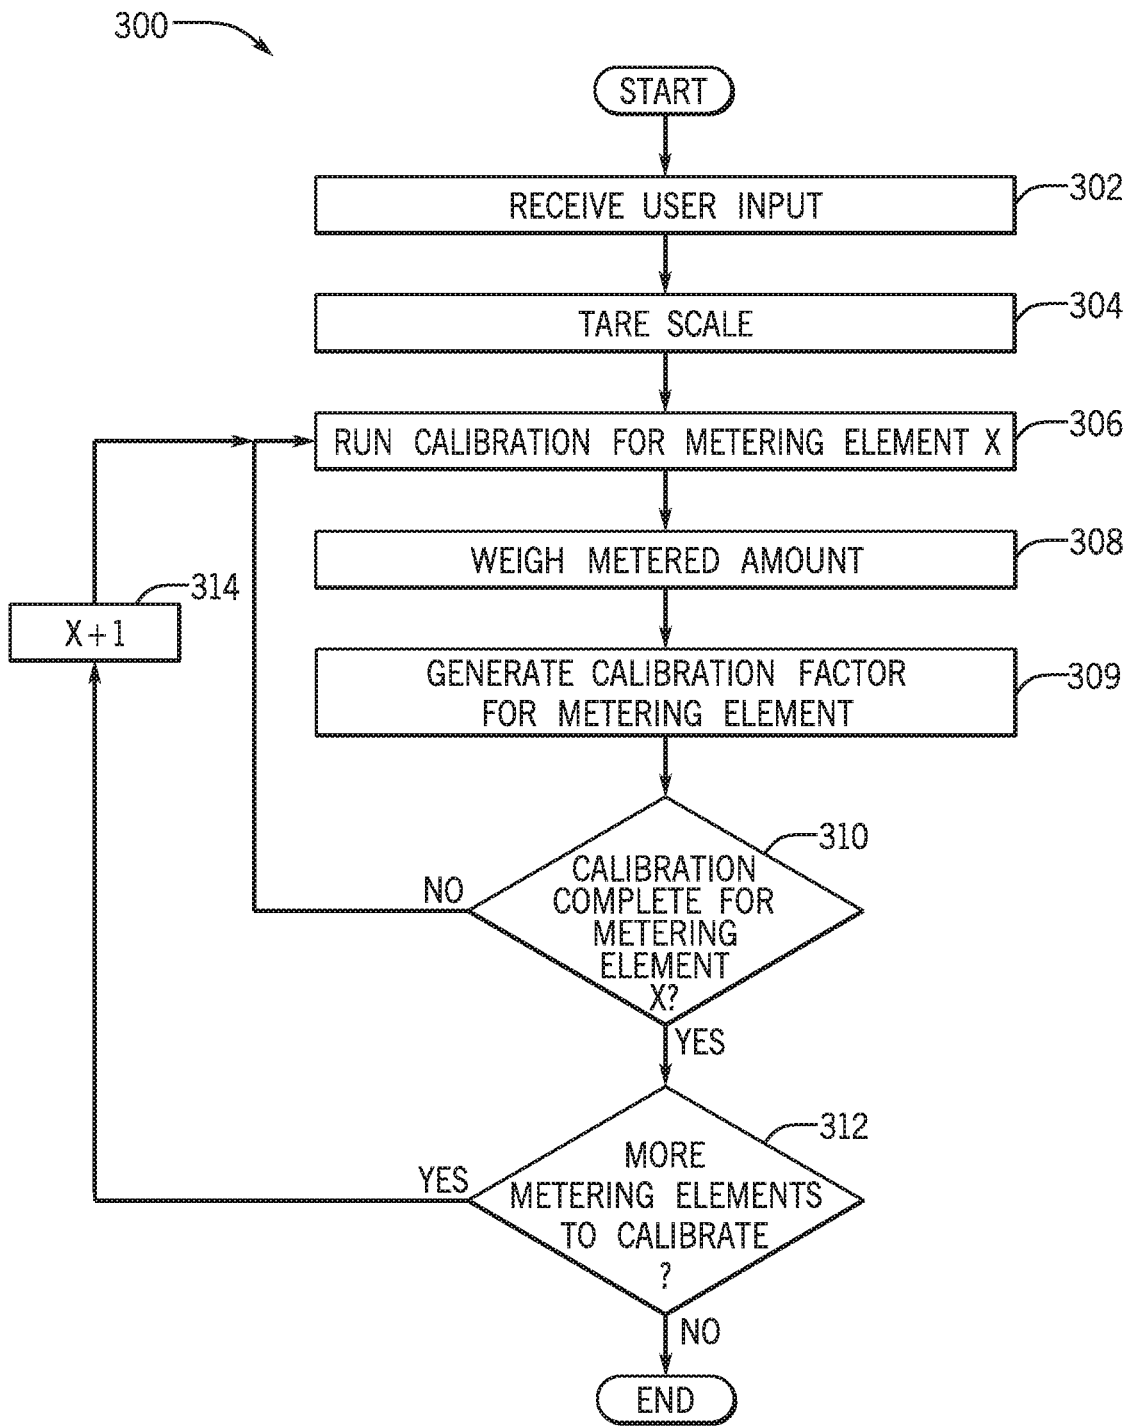 300
START
RECEIVE USER INPUT
302
TARE SCALE
304
RUN CALIBRATION FOR METERING ELEMENT X
306
WEIGH METERED AMOUNT
308
X+1
314
GENERATE CALIBRATION FACTOR
FOR METERING ELEMENT
309
310
CALIBRATION
COMPLETE FOR
METERING
ELEMENT
X?
NO
YES
312
MORE
METERING ELEMENTS
TO CALIBRATE
?
YES
NO
END